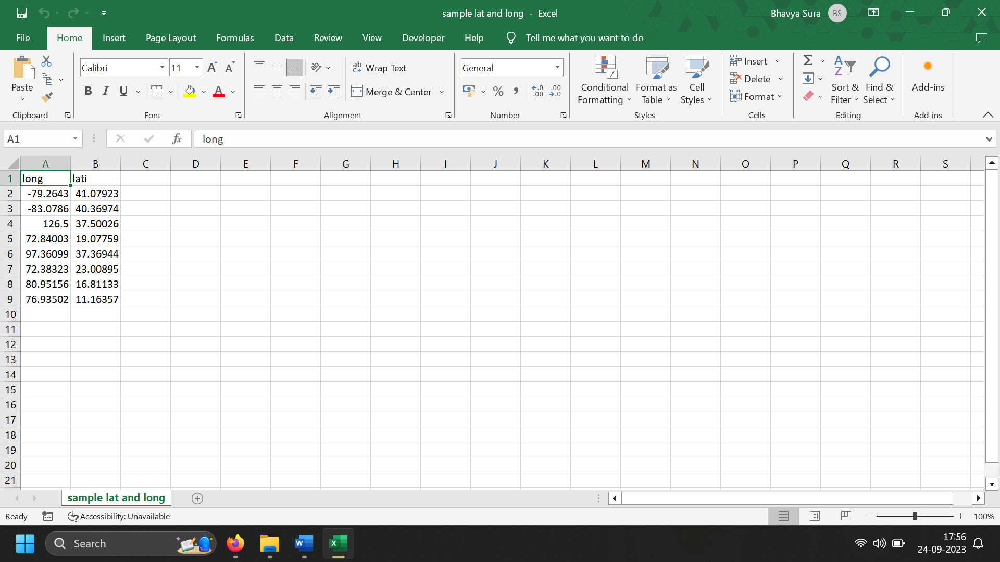 sample lat and long - Excel
Bhavya Sura BS
File Home Insert Page Layout Formulas Data Review View Developer Help Tell me what you want to do
Paste
Clipboard
Calibri 11
B I U
Font
Wrap Text
Merge & Center
Alignment
General
Number
Conditional Formatting
Format as Table
Cell Styles
Styles
Insert
Delete
Format
Cells
Sort & Filter
Find & Select
Editing
Add-ins
Add-ins
A1 fx long
A B C D E F G H I J K L M N O P Q R S
1 long lati
2 -79.2643 41.07923
3 -83.0786 40.36974
4 126.5 37.50026
5 72.84003 19.07759
6 97.36099 37.36944
7 72.38323 23.00895
8 80.95156 16.81133
9 76.93502 11.16357
10
11
12
13
14
15
16
17
18
19
20
21
sample lat and long
Ready Accessibility: Unavailable 100%
Search
17:56
24-09-2023